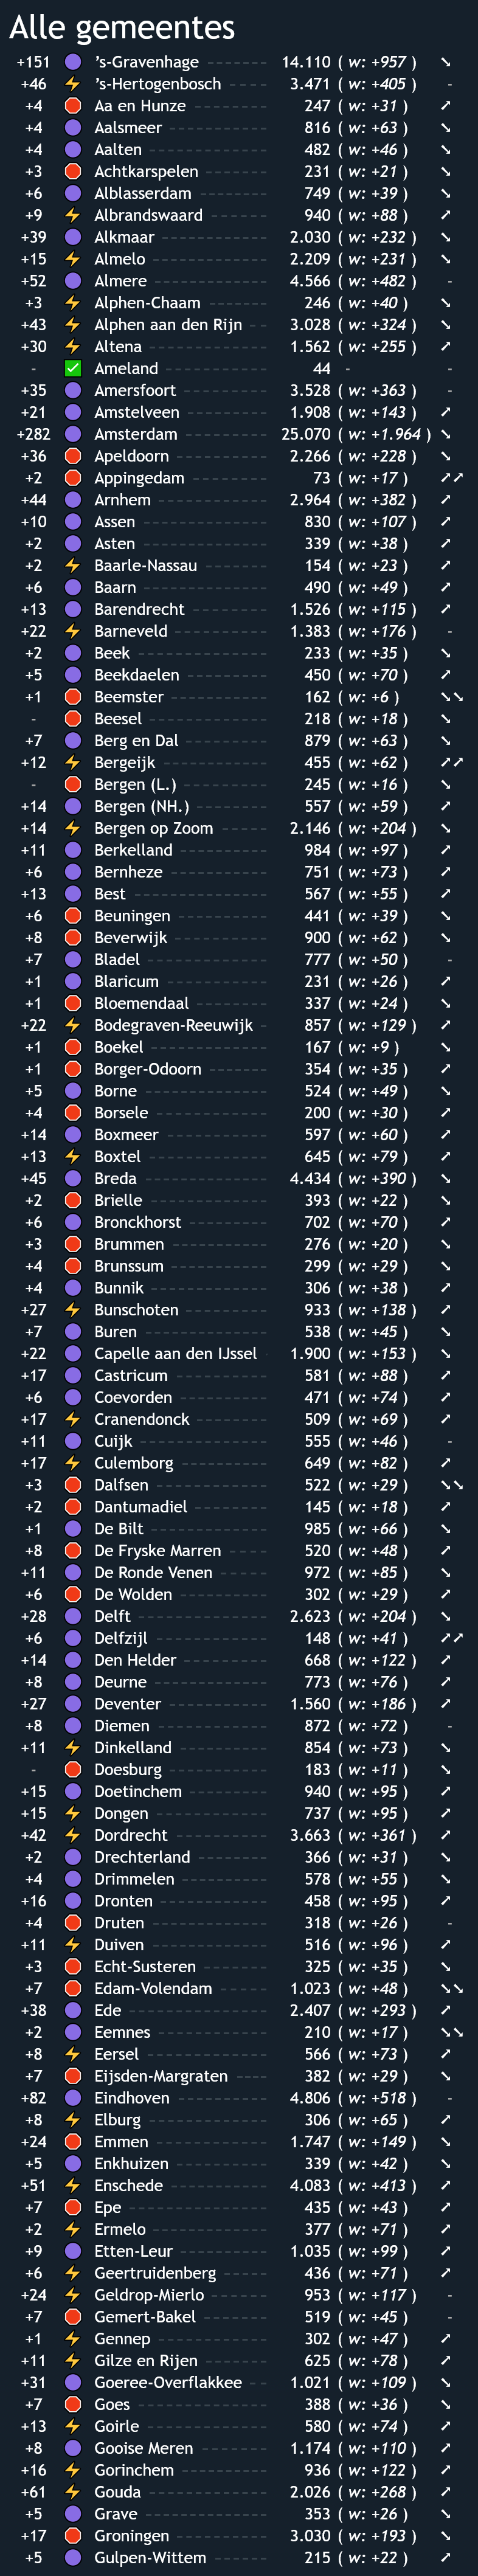 Alle gemeentes
+151 's-Gravenhage 14.110 ( w: +957 )
+46 's-Hertogenbosch 3.471 ( w: +405 ) -
+4 Aa en Hunze 247 ( w: +31 )
+4 Aalsmeer 816 ( w: +63 )
+4 Aalten 482 ( w: +46 )
+3 Achtkarspelen 231 ( w: +21 )
+6 Alblasserdam 749 ( w: +39 )
+9 Albrandswaard 940 ( w: +88 )
+39 Alkmaar 2.030 ( w: +232 )
+15 Almelo 2.209 ( w: +231 )
+52 Almere 4.566 ( w: +482 ) -
+3 Alphen-Chaam 246 ( w: +40 )
+43 Alphen aan den Rijn 3.028 ( w: +324 )
+30 Altena 1.562 ( w: +255 )
- Ameland 44 - -
+35 Amersfoort 3.528 ( w: +363 ) -
+21 Amstelveen 1.908 ( w: +143 )
+282 Amsterdam 25.070 ( w: +1.964 )
+36 Apeldoorn 2.266 ( w: +228 )
+2 Appingedam 73 ( w: +17 )
+44 Arnhem 2.964 ( w: +382 )
+10 Assen 830 ( w: +107 )
+2 Asten 339 ( w: +38 )
+2 Baarle-Nassau 154 ( w: +23 )
+6 Baarn 490 ( w: +49 )
+13 Barendrecht 1.526 ( w: +115 )
+22 Barneveld 1.383 ( w: +176 ) -
+2 Beek 233 ( w: +35 )
+5 Beekdaelen 450 ( w: +70 )
+1 Beemster 162 ( w: +6 )
- Beesel 218 ( w: +18 )
+7 Berg en Dal 879 ( w: +63 )
+12 Bergeijk 455 ( w: +62 )
- Bergen (L.) 245 ( w: +16 )
+14 Bergen (NH.) 557 ( w: +59 )
+14 Bergen op Zoom 2.146 ( w: +204 )
+11 Berkelland 984 ( w: +97 )
+6 Bernheze 751 ( w: +73 )
+13 Best 567 ( w: +55 )
+6 Beuningen 441 ( w: +39 )
+8 Beverwijk 900 ( w: +62 )
+7 Bladel 777 ( w: +50 ) -
+1 Blaricum 231 ( w: +26 )
+1 Bloemendaal 337 ( w: +24 )
+22 Bodegraven-Reeuwijk 857 ( w: +129 )
+1 Boekel 167 ( w: +9 )
+1 Borger-Odoorn 354 ( w: +35 )
+5 Borne 524 ( w: +49 )
+4 Borsele 200 ( w: +30 )
+14 Boxmeer 597 ( w: +60 )
+13 Boxtel 645 ( w: +79 )
+45 Breda 4.434 ( w: +390 )
+2 Brielle 393 ( w: +22 )
+6 Bronckhorst 702 ( w: +70 )
+3 Brummen 276 ( w: +20 )
+4 Brunssum 299 ( w: +29 )
+4 Bunnik 306 ( w: +38 )
+27 Bunschoten 933 ( w: +138 )
+7 Buren 538 ( w: +45 )
+22 Capelle aan den IJssel 1.900 ( w: +153 )
+17 Castricum 581 ( w: +88 )
+6 Coevorden 471 ( w: +74 )
+17 Cranendonck 509 ( w: +69 )
+11 Cuijk 555 ( w: +46 ) -
+17 Culemborg 649 ( w: +82 )
+3 Dalfsen 522 ( w: +29 )
+2 Dantumadiel 145 ( w: +18 )
+1 De Bilt 985 ( w: +66 )
+8 De Fryske Marren 520 ( w: +48 )
+11 De Ronde Venen 972 ( w: +85 )
+6 De Wolden 302 ( w: +29 )
+28 Delft 2.623 ( w: +204 )
+6 Delfzijl 148 ( w: +41 )
+14 Den Helder 668 ( w: +122 )
+8 Deurne 773 ( w: +76 )
+27 Deventer 1.560 ( w: +186 )
+8 Diemen 872 ( w: +72 ) -
+11 Dinkelland 854 ( w: +73 )
- Doesburg 183 ( w: +11 )
+15 Doetinchem 940 ( w: +95 )
+15 Dongen 737 ( w: +95 )
+42 Dordrecht 3.663 ( w: +361 )
+2 Drechterland 366 ( w: +31 )
+4 Drimmelen 578 ( w: +55 )
+16 Dronten 458 ( w: +95 )
+4 Druten 318 ( w: +26 ) -
+11 Duiven 516 ( w: +96 )
+3 Echt-Susteren 325 ( w: +35 )
+7 Edam-Volendam 1.023 ( w: +48 )
+38 Ede 2.407 ( w: +293 )
+2 Eemnes 210 ( w: +17 )
+8 Eersel 566 ( w: +73 )
+7 Eijsden-Margraten 382 ( w: +29 )
+82 Eindhoven 4.806 ( w: +518 ) -
+8 Elburg 306 ( w: +65 )
+24 Emmen 1.747 ( w: +149 )
+5 Enkhuizen 339 ( w: +42 )
+51 Enschede 4.083 ( w: +413 )
+7 Epe 435 ( w: +43 )
+2 Ermelo 377 ( w: +71 )
+9 Etten-Leur 1.035 ( w: +99 )
+6 Geertruidenberg 436 ( w: +71 )
+24 Geldrop-Mierlo 953 ( w: +117 ) -
+7 Gemert-Bakel 519 ( w: +45 ) -
+1 Gennep 302 ( w: +47 )
+11 Gilze en Rijen 625 ( w: +78 )
+31 Goeree-Overflakkee 1.021 ( w: +109 )
+7 Goes 388 ( w: +36 )
+13 Goirle 580 ( w: +74 )
+8 Gooise Meren 1.174 ( w: +110 )
+16 Gorinchem 936 ( w: +122 )
+61 Gouda 2.026 ( w: +268 )
+5 Grave 353 ( w: +26 )
+17 Groningen 3.030 ( w: +193 )
+5 Gulpen-Wittem 215 ( w: +22 )